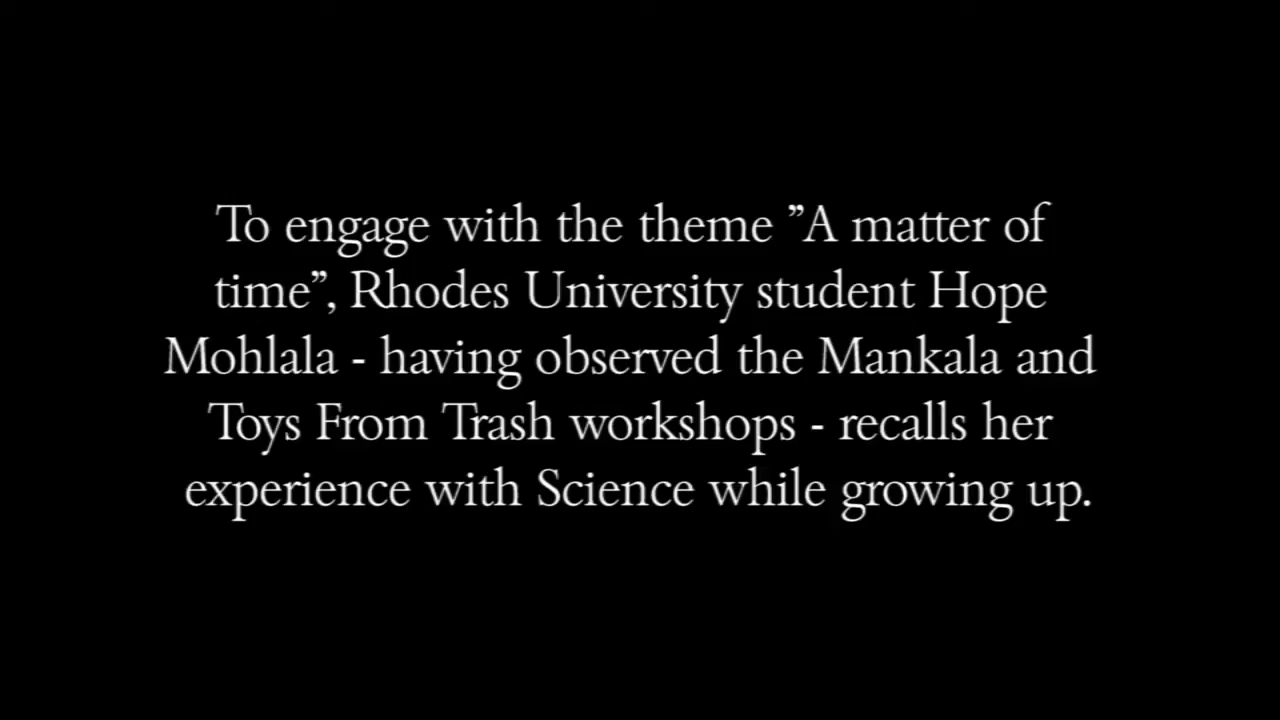 To engage with the theme ”A matter of
time”, Rhodes University student Hope
Mohlala - having observed the Mankala and
Toys From Trash workshops - recalls her
experience with Science while growing up.